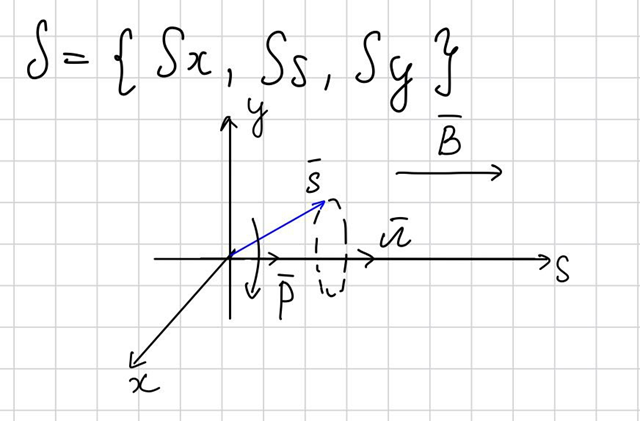 S = { Sx, Ss, Sy }
y
B̄
s̄
n̄
p̄
s
x